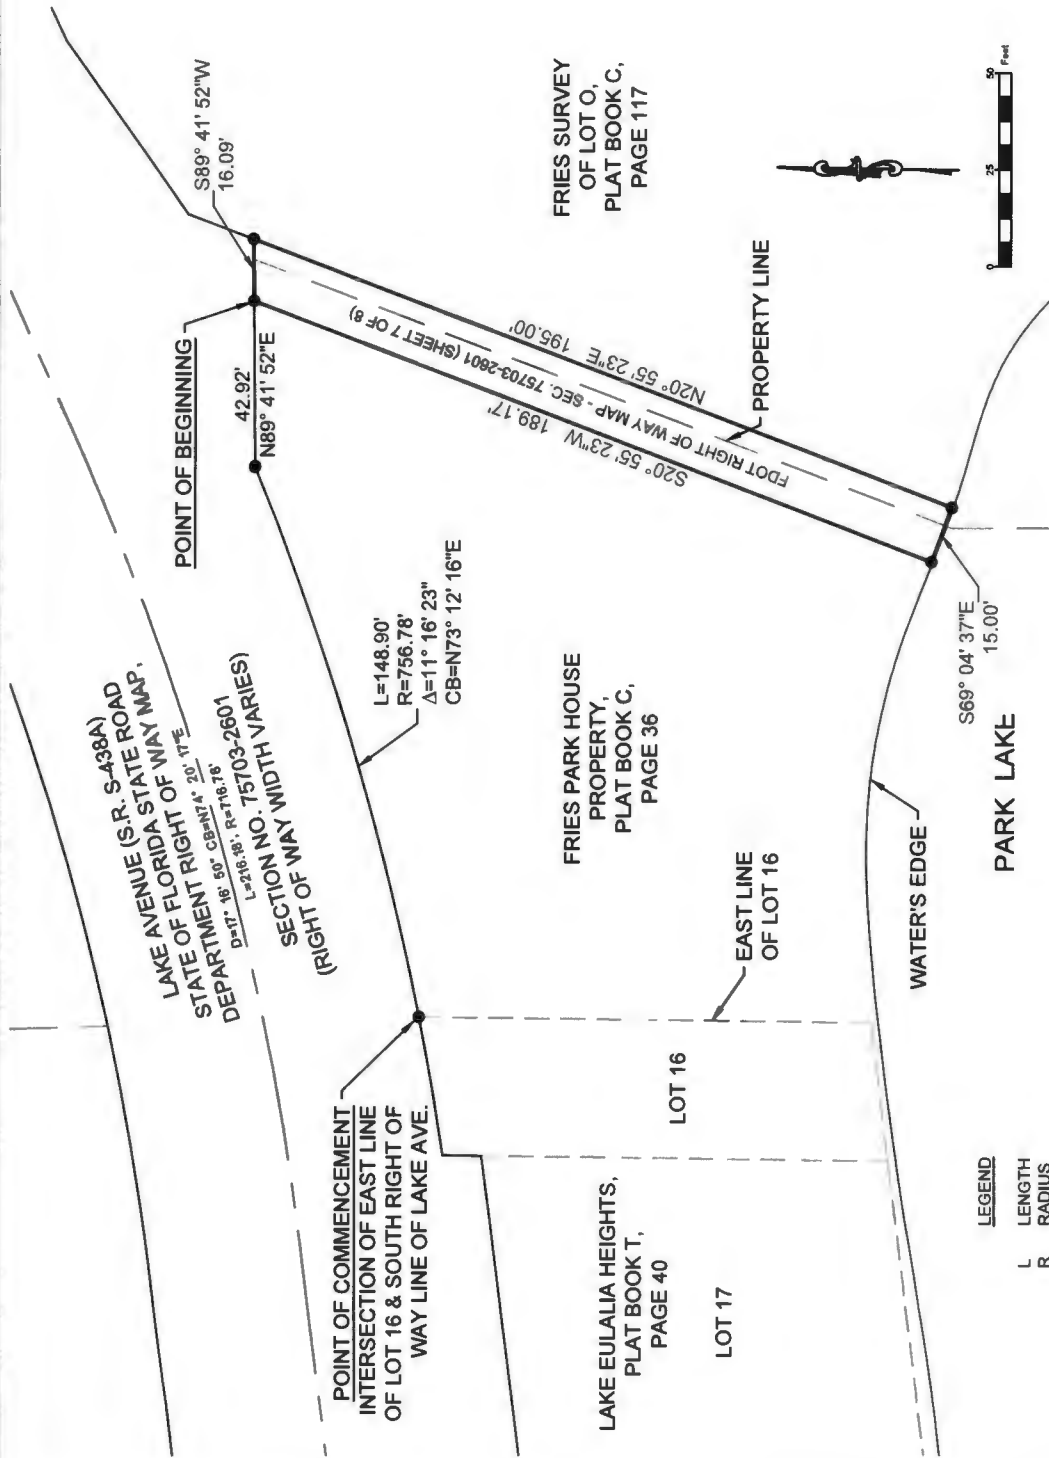 LAKE AVENUE (S.R. S-438A)
LAKE OF FLORIDA STATE ROAD
STATE OF FLORIDA STATE MAP,
STATE RIGHT OF WAY MAP,
DEPARTMENT
D=17° 16' 50" CB=N74° 20' 17"E
L=216.18', R=716.78'
SECTION NO. 75703-2601
(RIGHT OF WAY WIDTH VARIES)
POINT OF BEGINNING
42.92'
N89° 41' 52"E
S89° 41' 52"W
16.09'
L=148.90'
R=756.78'
Δ=11° 16' 23"
CB=N73° 12' 16"E
POINT OF COMMENCEMENT
INTERSECTION OF EAST LINE
OF LOT 16 & SOUTH RIGHT OF
WAY LINE OF LAKE AVE.
S20° 55' 23"W 189.17'
FDOT RIGHT OF WAY MAP - SEC. 75703-2601 (SHEET 7 OF 8)
N20° 55' 23"E 195.00'
FRIES SURVEY
OF LOT O,
PLAT BOOK C,
PAGE 117
PROPERTY LINE
FRIES PARK HOUSE
PROPERTY,
PLAT BOOK C,
PAGE 36
EAST LINE
OF LOT 16
LOT 16
LAKE EULALIA HEIGHTS,
PLAT BOOK T,
PAGE 40
LOT 17
WATER'S EDGE
S69° 04' 37"E
15.00'
PARK LAKE
0 25 50
Feet
LEGEND
L LENGTH
R RADIUS